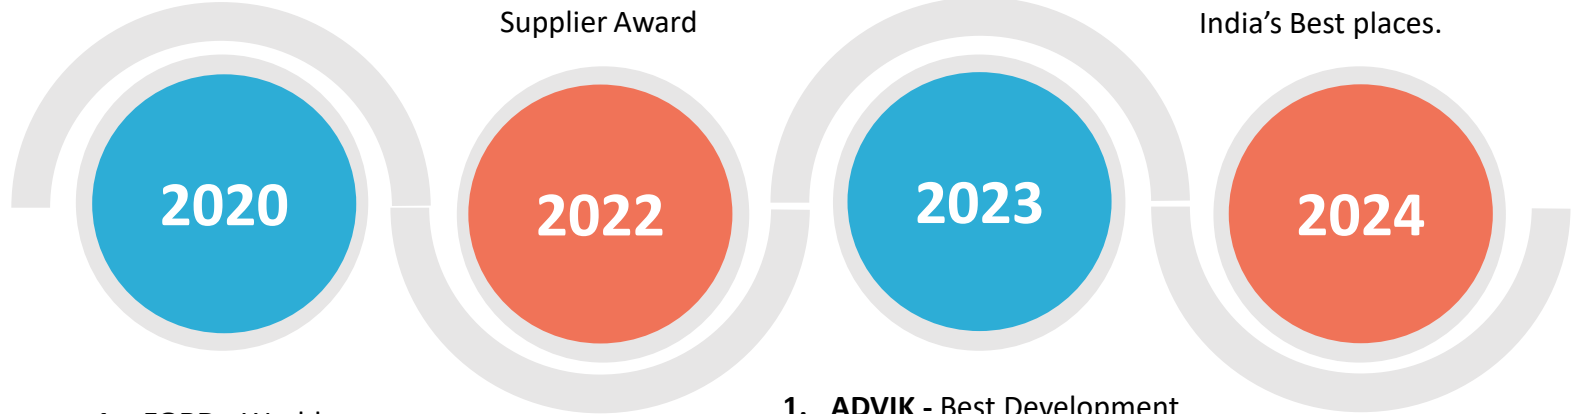 Supplier Award
India's Best places.
2020
2022
2023
2024
1. ADVIK - Best Development